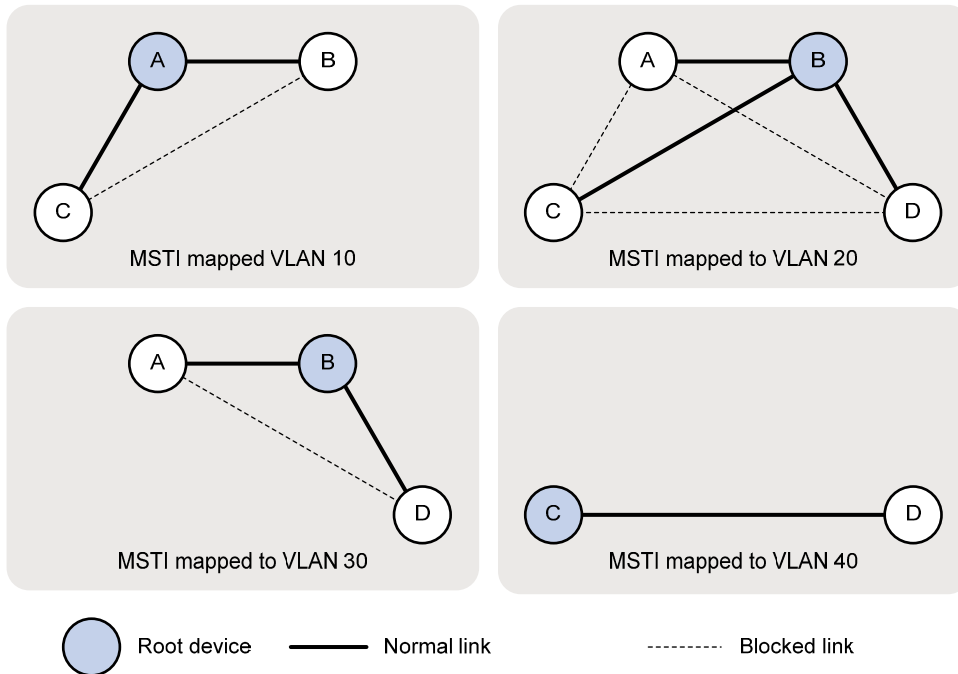 A
B
C
MSTI mapped VLAN 10
A
B
C
D
MSTI mapped to VLAN 20
A
B
D
MSTI mapped to VLAN 30
C
D
MSTI mapped to VLAN 40
Root device
Normal link
Blocked link